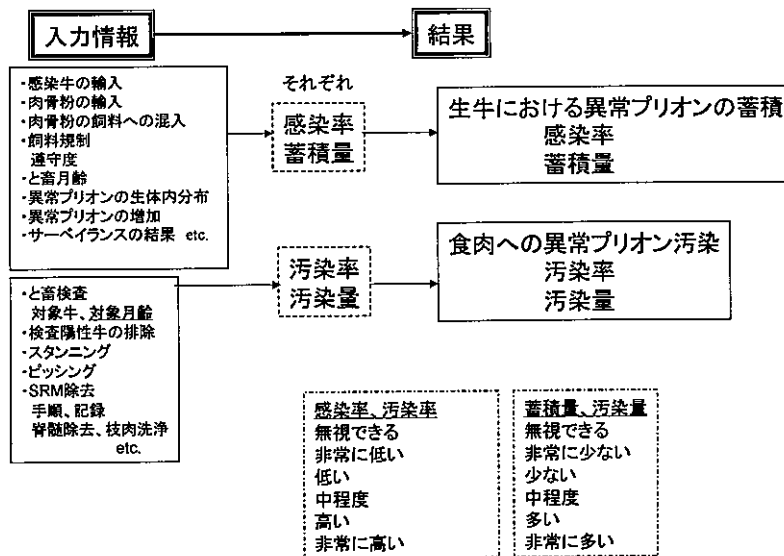 入力情報
結果
・感染牛の輸入
・肉骨粉の輸入
・肉骨粉の飼料への混入
・飼料規制
遵守度
・と畜月齢
・異常プリオンの生体内分布
・異常プリオンの増加
・サーベイランスの結果 etc.
それぞれ
感染率
蓄積量
生牛における異常プリオンの蓄積
感染率
蓄積量
・と畜検査
対象牛、対象月齢
・検査陽性牛の排除
・スタンニング
・ピッシング
・SRM除去
手順、記録
脊髄除去、枝肉洗浄
etc.
汚染率
汚染量
食肉への異常プリオン汚染
汚染率
汚染量
感染率、汚染率
無視できる
非常に低い
低い
中程度
高い
非常に高い
蓄積量、汚染量
無視できる
非常に少ない
少ない
中程度
多い
非常に多い